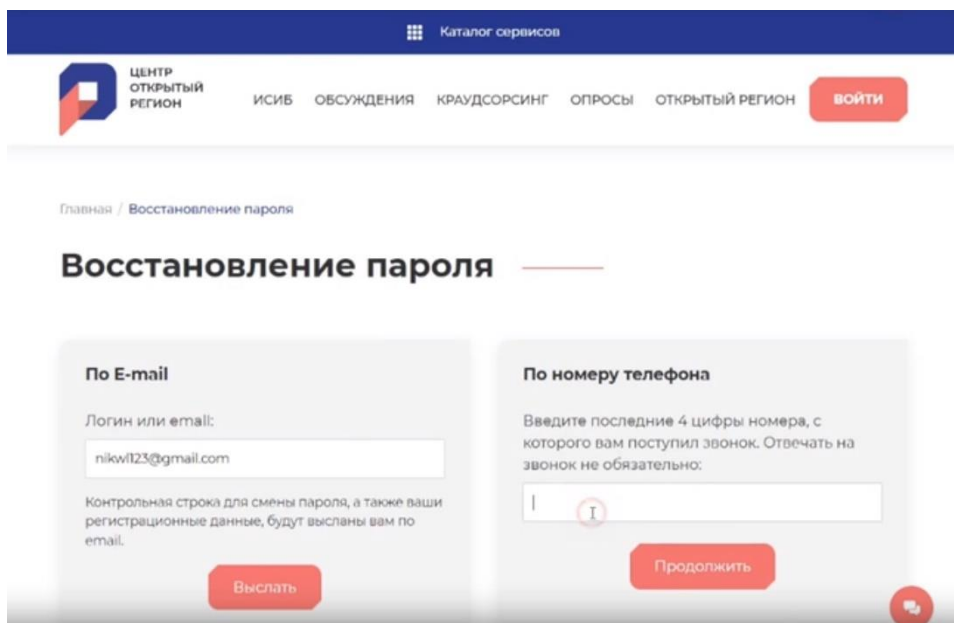 Каталог сервисов
ЦЕНТР
ОТКРЫТЫЙ
РЕГИОН
ИСИБ ОБСУЖДЕНИЯ КРАУДСОРСИНГ ОПРОСЫ ОТКРЫТЫЙ РЕГИОН ВОЙТИ
Главная / Восстановление пароля
Восстановление пароля
По E-mail
Логин или email:
nikwl123@gmail.com
Контрольная строка для смены пароля, а также ваши
регистрационные данные, будут высланы вам по
email.
Выслать
По номеру телефона
Введите последние 4 цифры номера, с
которого вам поступил звонок. Отвечать на
звонок не обязательно:
Продолжить